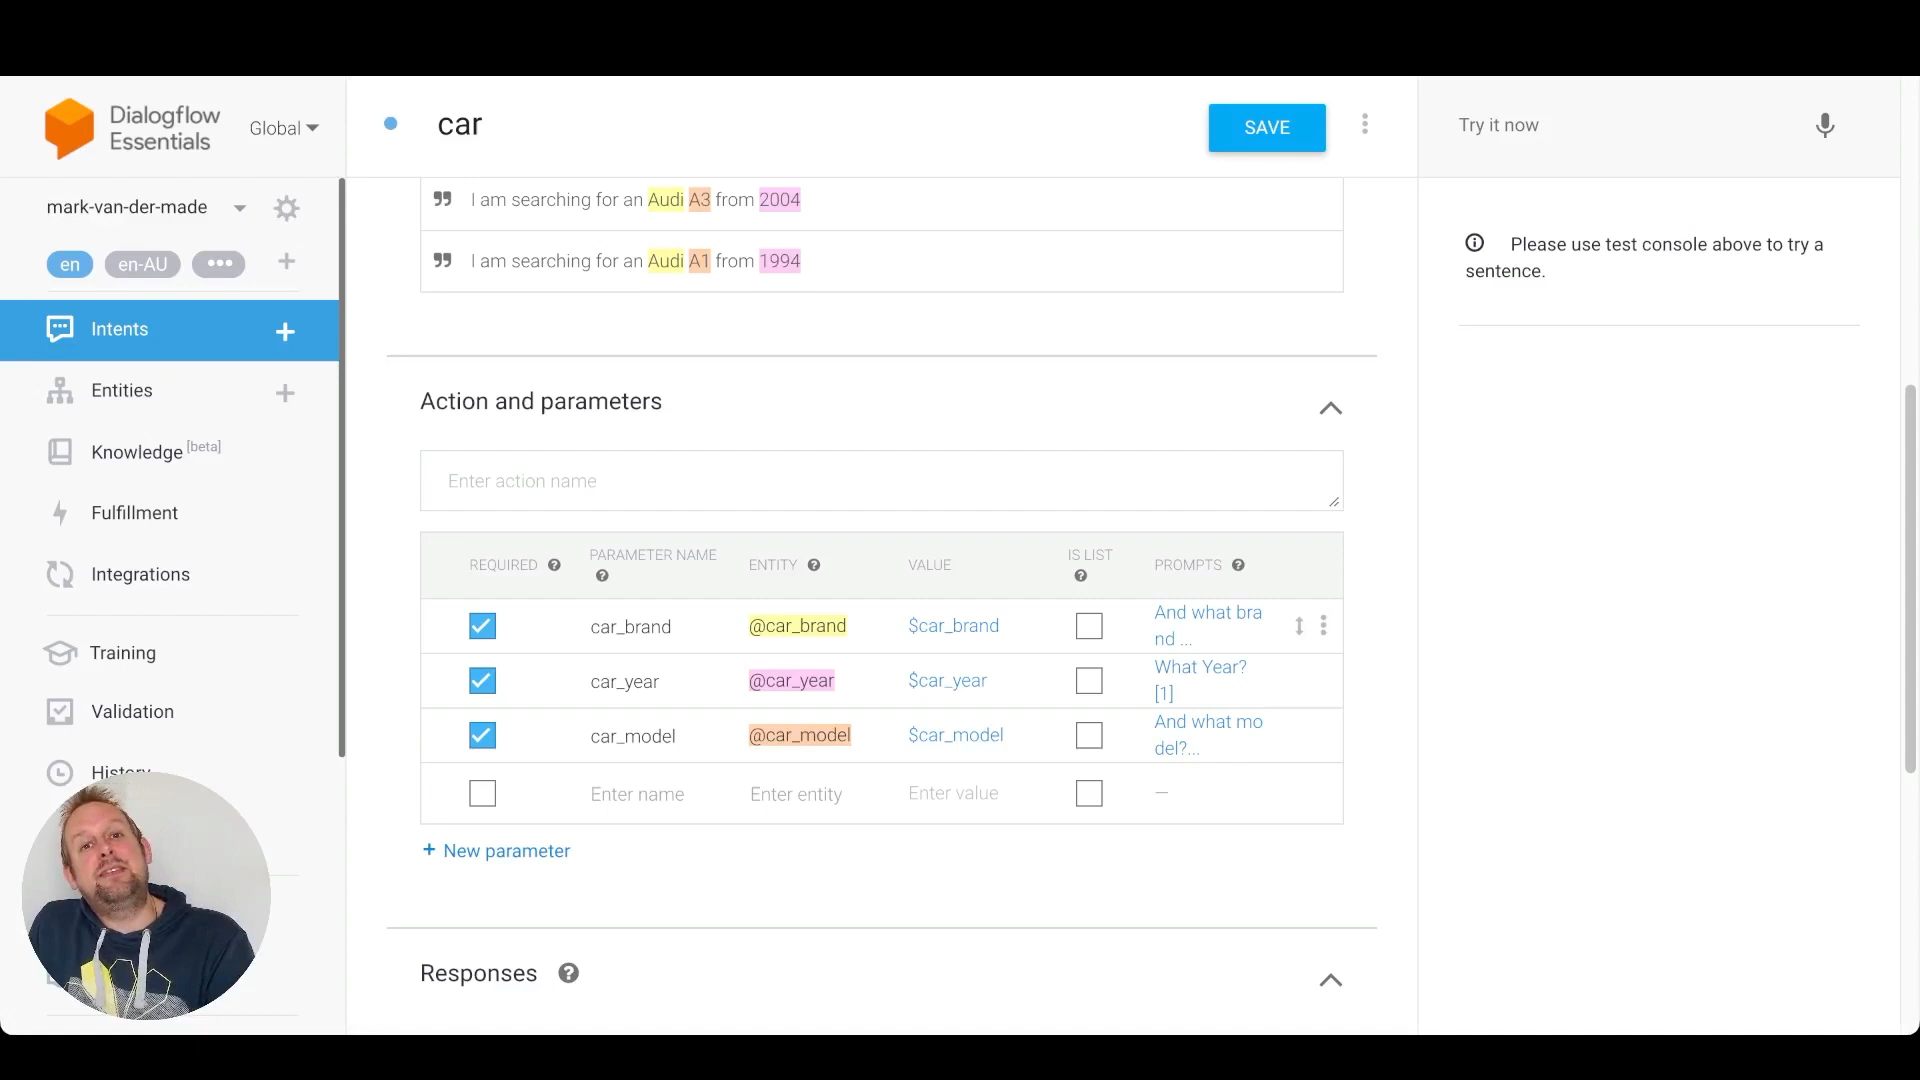 Dialogflow
Essentials
Global
car
SAVE
Try it now
mark-van-der-made
en
en-AU
I am searching for an Audi A3 from 2004
I am searching for an Audi A1 from 1994
Please use test console above to try a
sentence.
Intents
Entities
Knowledge [beta]
Fulfillment
Integrations
Training
Validation
History
Action and parameters
Enter action name
REQUIRED
PARAMETER NAME
ENTITY
VALUE
IS LIST
PROMPTS
car_brand
@car_brand
$car_brand
And what bra
nd ...
car_year
@car_year
$car_year
What Year?
[1]
car_model
@car_model
$car_model
And what mo
del?...
Enter name
Enter entity
Enter value
—
+ New parameter
Responses